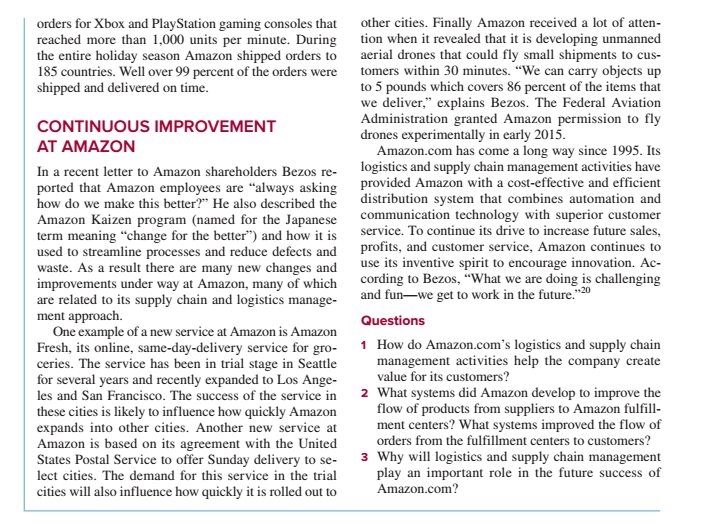 orders for Xbox and PlayStation gaming consoles that
reached more than 1,000 units per minute. During
the entire holiday season Amazon shipped orders to
185 countries. Well over 99 percent of the orders were
shipped and delivered on time.
CONTINUOUS IMPROVEMENT
AT AMAZON
In a recent letter to Amazon shareholders Bezos re-
ported that Amazon employees are “always asking
how do we make this better?” He also described the
Amazon Kaizen program (named for the Japanese
term meaning “change for the better”) and how it is
used to streamline processes and reduce defects and
waste. As a result there are many new changes and
improvements under way at Amazon, many of which
are related to its supply chain and logistics manage-
ment approach.
One example of a new service at Amazon is Amazon
Fresh, its online, same-day-delivery service for gro-
ceries. The service has been in trial stage in Seattle
for several years and recently expanded to Los Ange-
les and San Francisco. The success of the service in
these cities is likely to influence how quickly Amazon
expands into other cities. Another new service at
Amazon is based on its agreement with the United
States Postal Service to offer Sunday delivery to se-
lect cities. The demand for this service in the trial
cities will also influence how quickly it is rolled out to
other cities. Finally Amazon received a lot of atten-
tion when it revealed that it is developing unmanned
aerial drones that could fly small shipments to cus-
tomers within 30 minutes. “We can carry objects up
to 5 pounds which covers 86 percent of the items that
we deliver,” explains Bezos. The Federal Aviation
Administration granted Amazon permission to fly
drones experimentally in early 2015.
Amazon.com has come a long way since 1995. Its
logistics and supply chain management activities have
provided Amazon with a cost-effective and efficient
distribution system that combines automation and
communication technology with superior customer
service. To continue its drive to increase future sales,
profits, and customer service, Amazon continues to
use its inventive spirit to encourage innovation. Ac-
cording to Bezos, “What we are doing is challenging
and fun—we get to work in the future.”20
Questions
1 How do Amazon.com’s logistics and supply chain
management activities help the company create
value for its customers?
2 What systems did Amazon develop to improve the
flow of products from suppliers to Amazon fulfill-
ment centers? What systems improved the flow of
orders from the fulfillment centers to customers?
3 Why will logistics and supply chain management
play an important role in the future success of
Amazon.com?